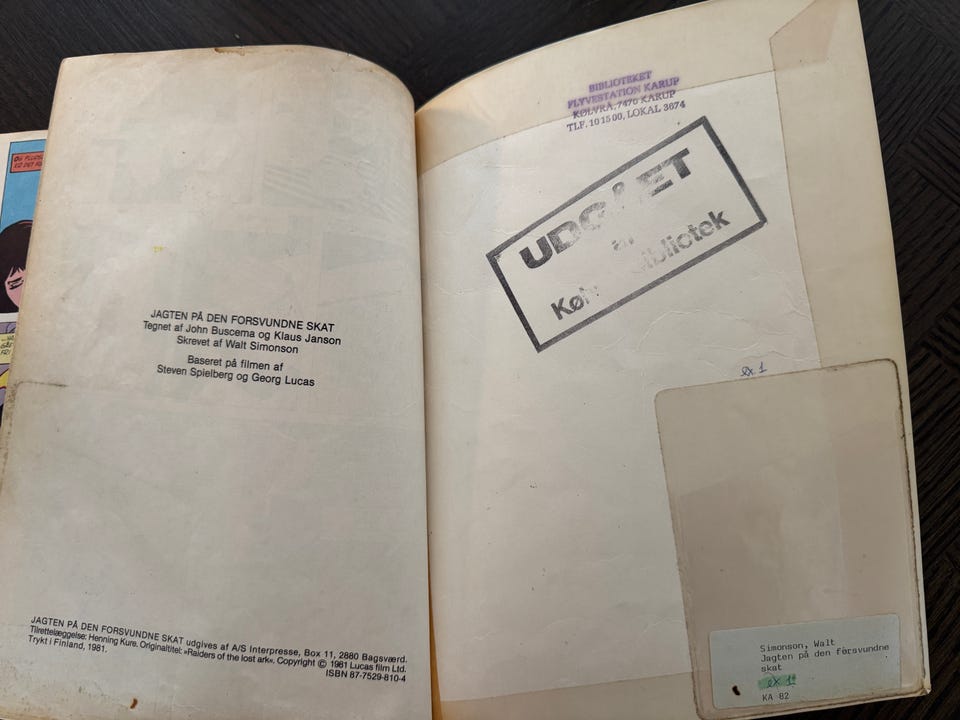 JAGTEN PÅ DEN FORSVUNDNE SKAT
Tegnet af John Buscema og Klaus Janson
Skrevet af Walt Simonson
Baseret på filmen af
Steven Spielberg og Georg Lucas
JAGTEN PÅ DEN FORSVUNDNE SKAT udgives af A/S Interpresse, Box 11, 2880 Bagsværd.
Tilrettelæggelse: Henning Kure. Originaltitel: »Raiders of the lost ark«. Copyright © 1981 Lucas film Ltd.
Trykt i Finland, 1981.
ISBN 87-7529-810-4
BIBLIOTEKET
FLYVESTATION KARUP
KØLVRÅ, 7470 KARUP
TLF. 10 15 00, LOKAL 3074
UDGÅET
bibliotek
ex 1
Simonson, Walt
Jagten på den forsvundne
skat
ex 1
KA 82